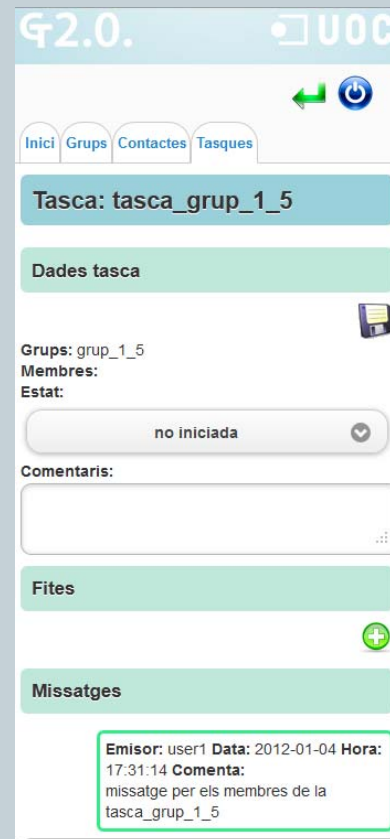 G2.0. UOC
Inici Grups Contactes Tasques
Tasca: tasca_grup_1_5
Dades tasca
Grups: grup_1_5
Membres:
Estat:
no iniciada
Comentaris:
Fites
Missatges
Emisor: user1 Data: 2012-01-04 Hora:
17:31:14 Comenta:
missatge per els membres de la
tasca_grup_1_5